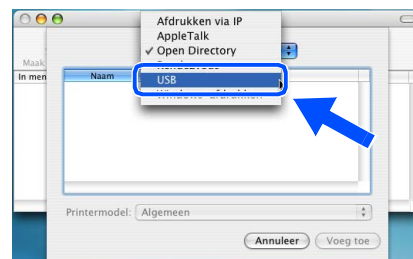 Afdrukken via IP
AppleTalk
✓ Open Directory
USB
Maak
In men
Naam
Printermodel: Algemeen
Annuleer
Voeg toe